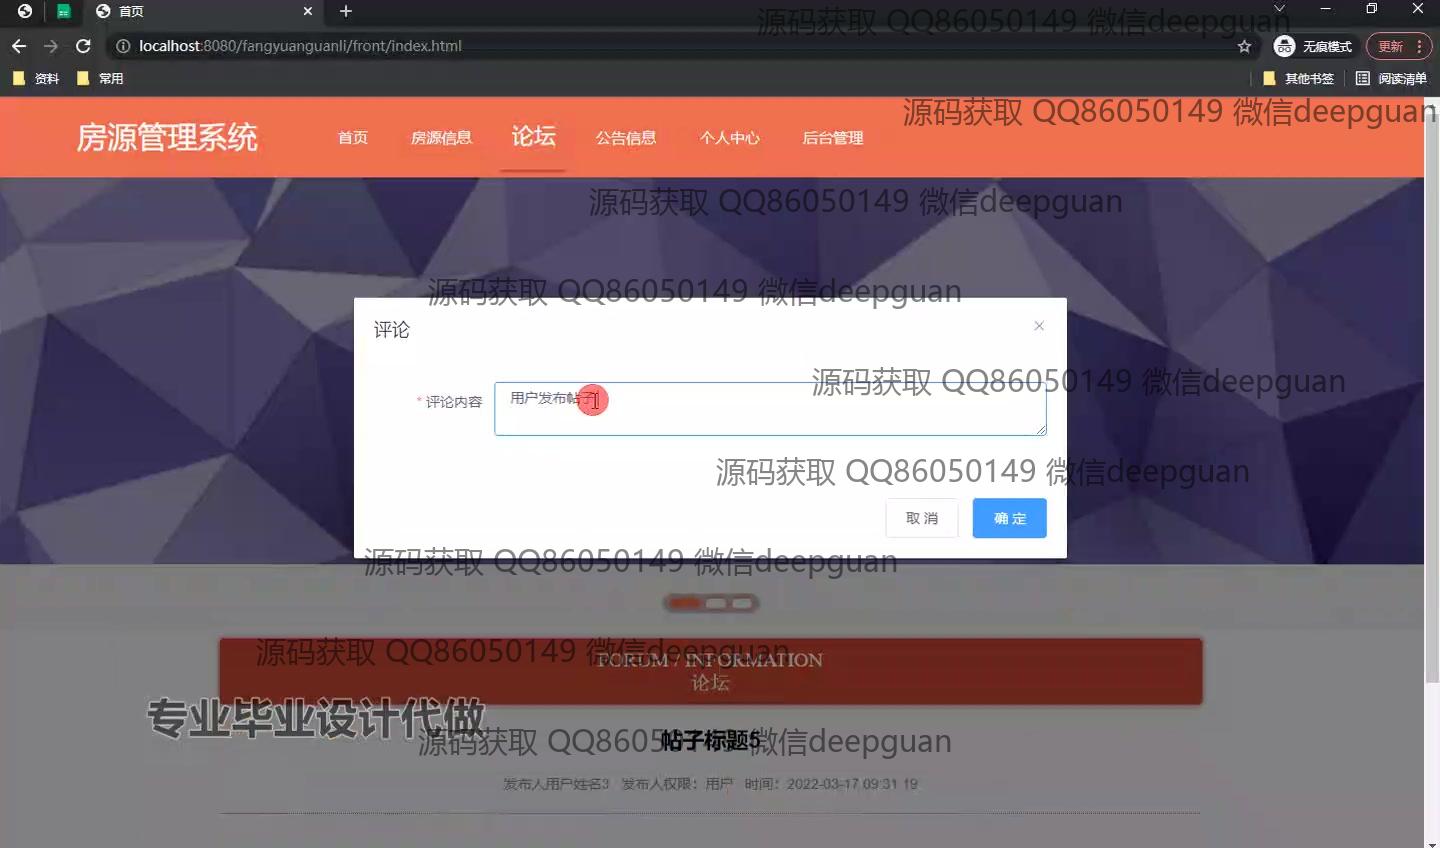 首页
源码获取 QQ86050149 微信deepguan
localhost:8080/fangyuanguanli/front/index.html
无痕模式
更新
资料
常用
其他书签
阅读清单
源码获取 QQ86050149 微信deepguan
房源管理系统
首页
房源信息
论坛
公告信息
个人中心
后台管理
源码获取 QQ86050149 微信deepguan
源码获取 QQ86050149 微信deepguan
评论
源码获取 QQ86050149 微信deepguan
* 评论内容
用户发布帖子
源码获取 QQ86050149 微信deepguan
取消
确定
源码获取 QQ86050149 微信deepguan
源码获取 QQ86050149 微信deepguan
FORUM / INFORMATION
论坛
专业毕业设计代做
源码获取 QQ86050149 微信deepguan
帖子标题5
发布人用户姓名3 发布人权限：用户 时间：2022-03-17 09:31:19